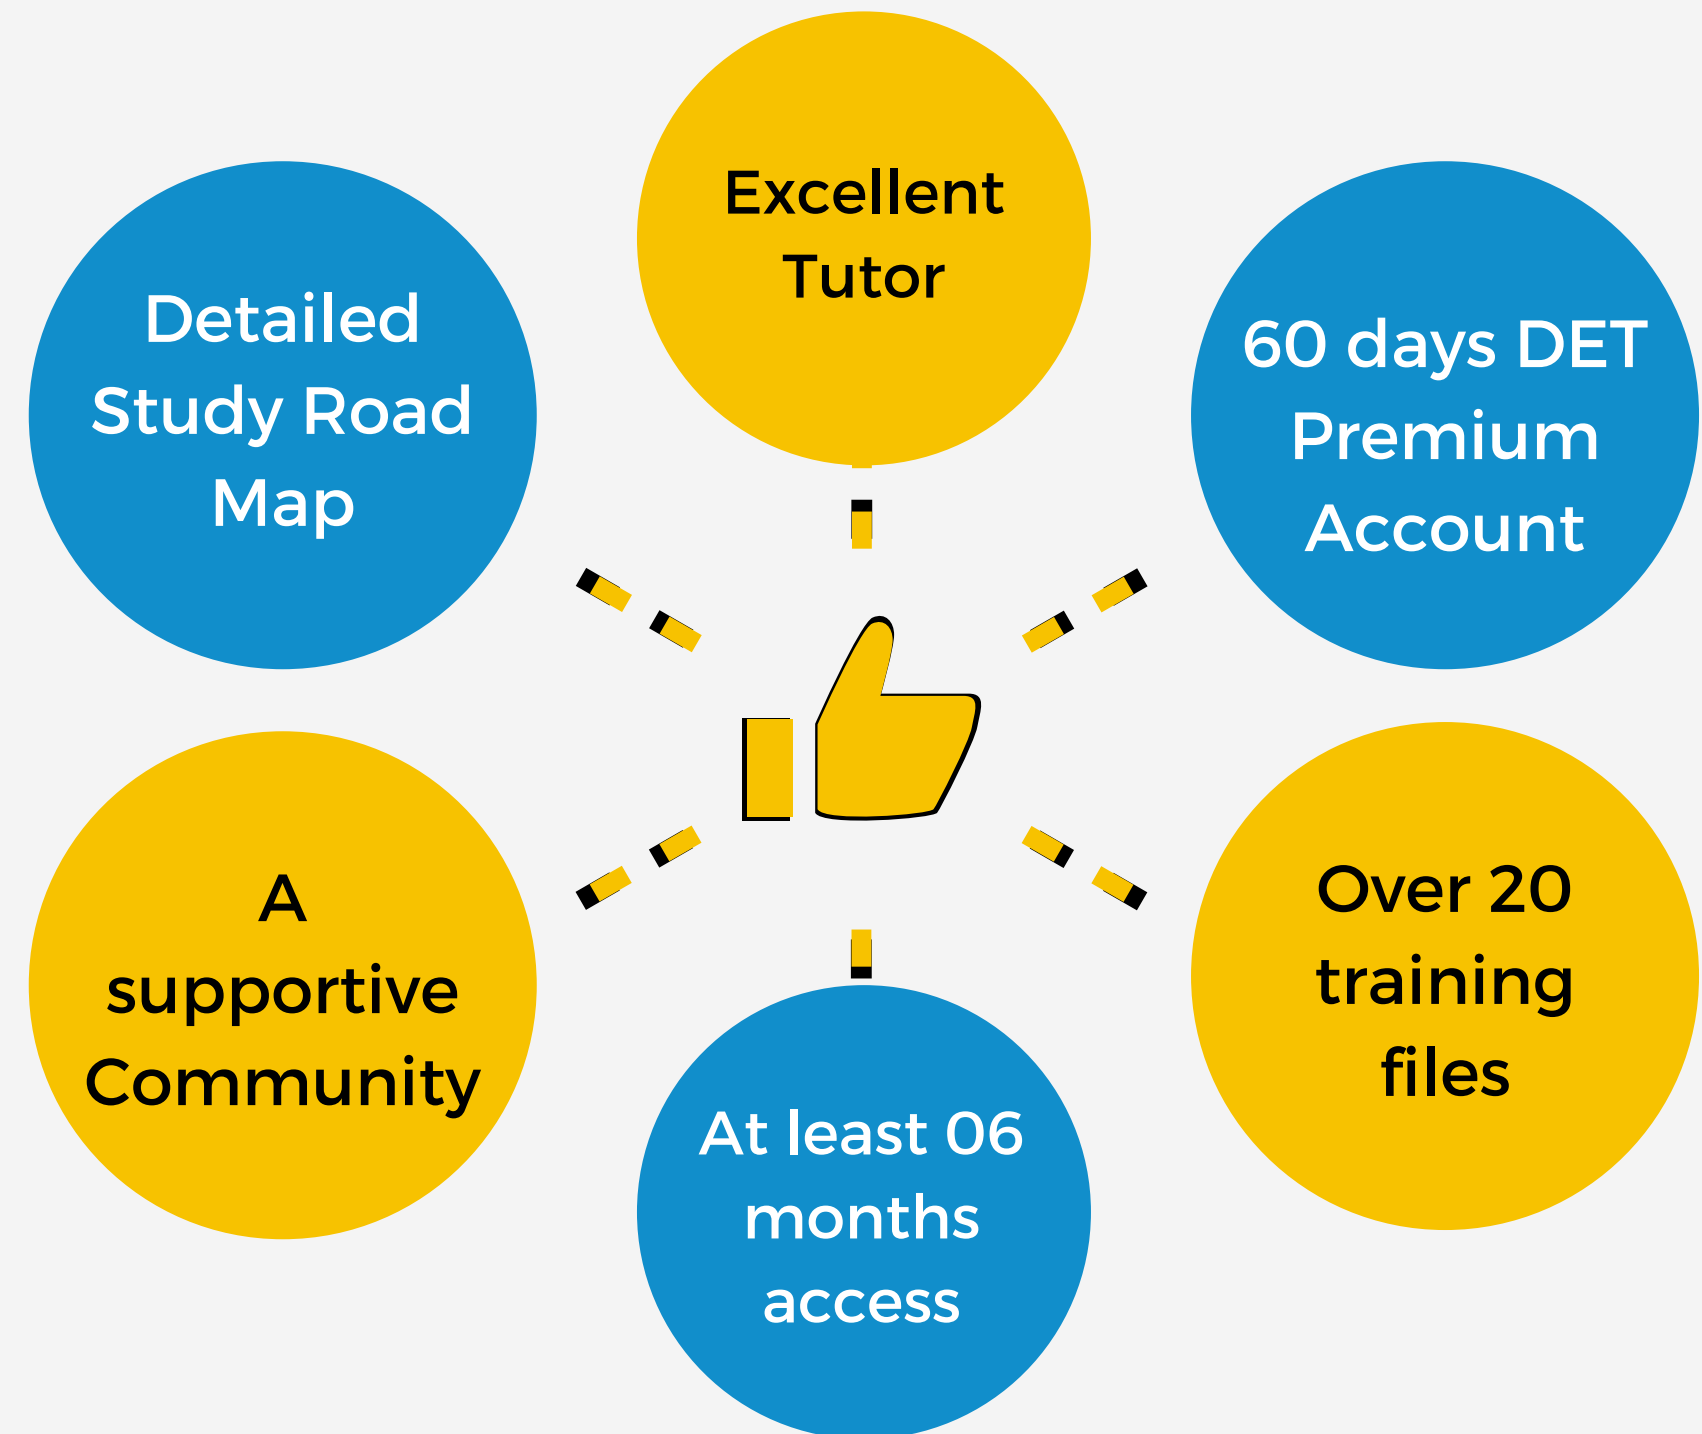 Excellent
Tutor
Detailed
Study Road
Map
60 days DET
Premium
Account
A
supportive
Community
Over 20
training
files
At least 06
months
access